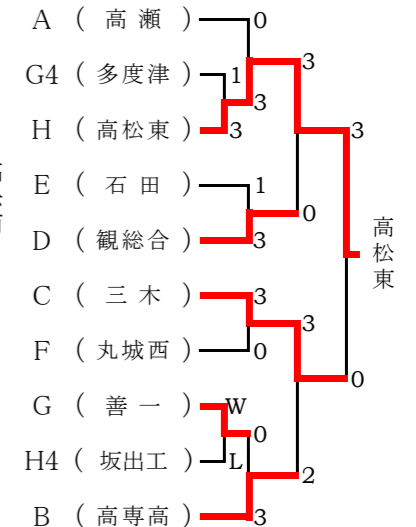 A ( 高 瀬 ) 0
G4 ( 多度津 ) 1
3
3
H ( 高松東 ) 3
3
E ( 石 田 ) 1
0
D ( 観総合 ) 3
高松東
C ( 三 木 ) 3
3
F ( 丸城西 ) 0
0
G ( 善 一 ) W
0
H4 ( 坂出工 ) L
2
B ( 高専高 ) 3